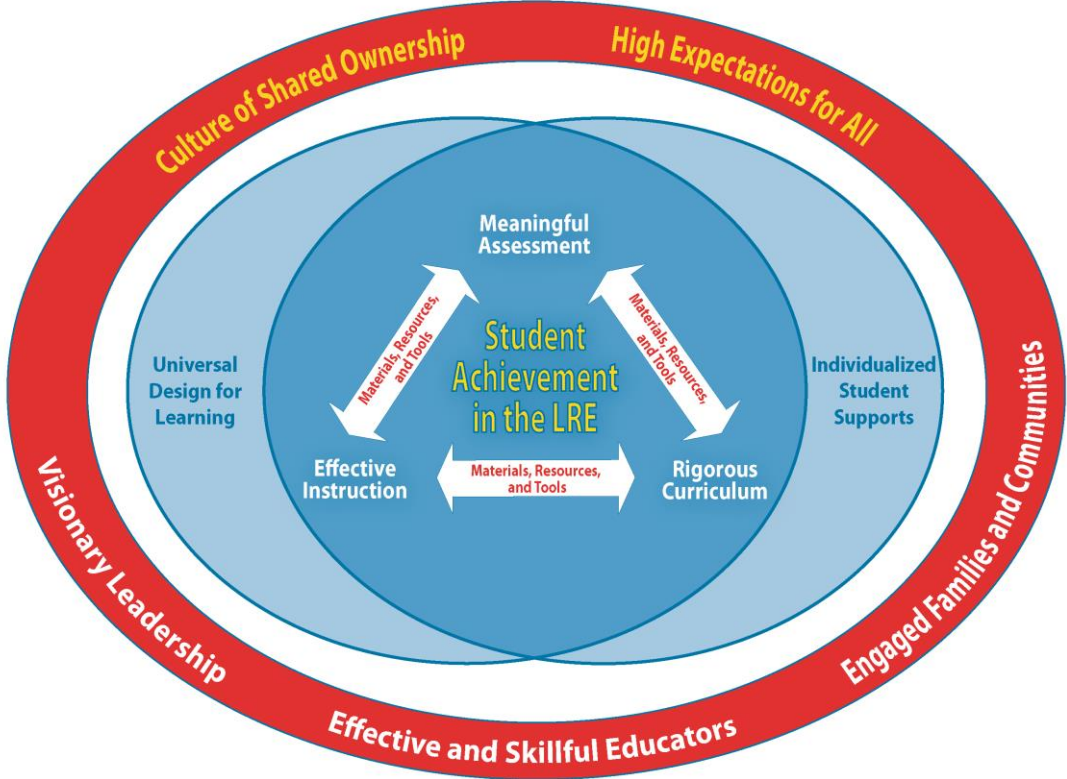 Culture of Shared Ownership
High Expectations for All
Meaningful
Assessment
Materials, Resources,
and Tools
Materials, Resources,
and Tools
Student
Achievement
in the LRE
Universal
Design for
Learning
Individualized
Student
Supports
Effective
Instruction
Materials, Resources,
and Tools
Rigorous
Curriculum
Visionary Leadership
Effective and Skillful Educators
Engaged Families and Communities